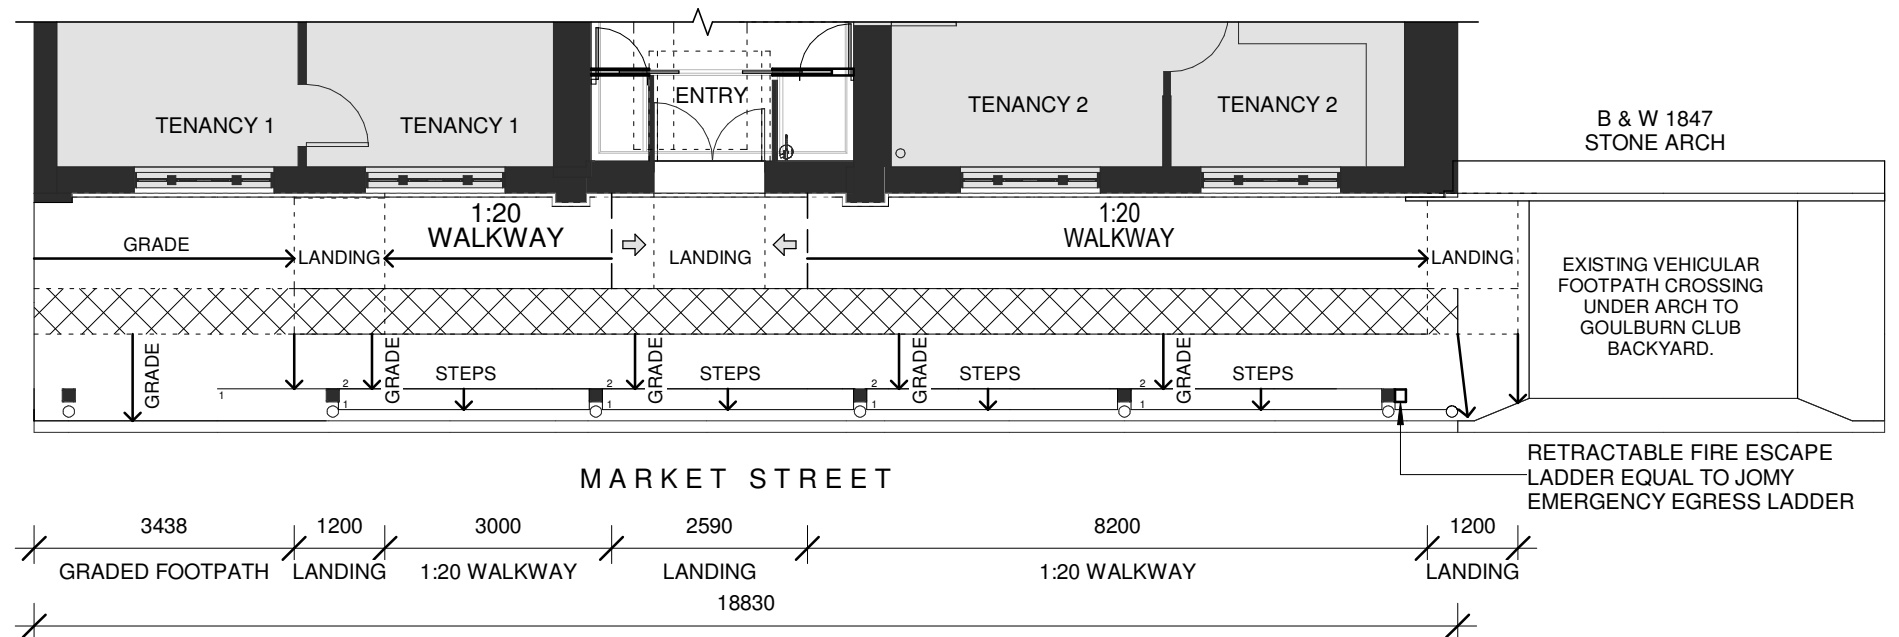 ENTRY
TENANCY 2
TENANCY 2
TENANCY 1
TENANCY 1
B & W 1847
STONE ARCH
1:20
WALKWAY
1:20
WALKWAY
GRADE
LANDING
LANDING
LANDING
EXISTING VEHICULAR
FOOTPATH CROSSING
UNDER ARCH TO
GOULBURN CLUB
BACKYARD.
GRADE
GRADE
STEPS
GRADE
STEPS
GRADE
STEPS
GRADE
STEPS
1
2
1
2
1
2
1
2
1
RETRACTABLE FIRE ESCAPE
LADDER EQUAL TO JOMY
EMERGENCY EGRESS LADDER
MARKET STREET
3438
1200
3000
2590
8200
1200
GRADED FOOTPATH
LANDING
1:20 WALKWAY
LANDING
1:20 WALKWAY
LANDING
18830